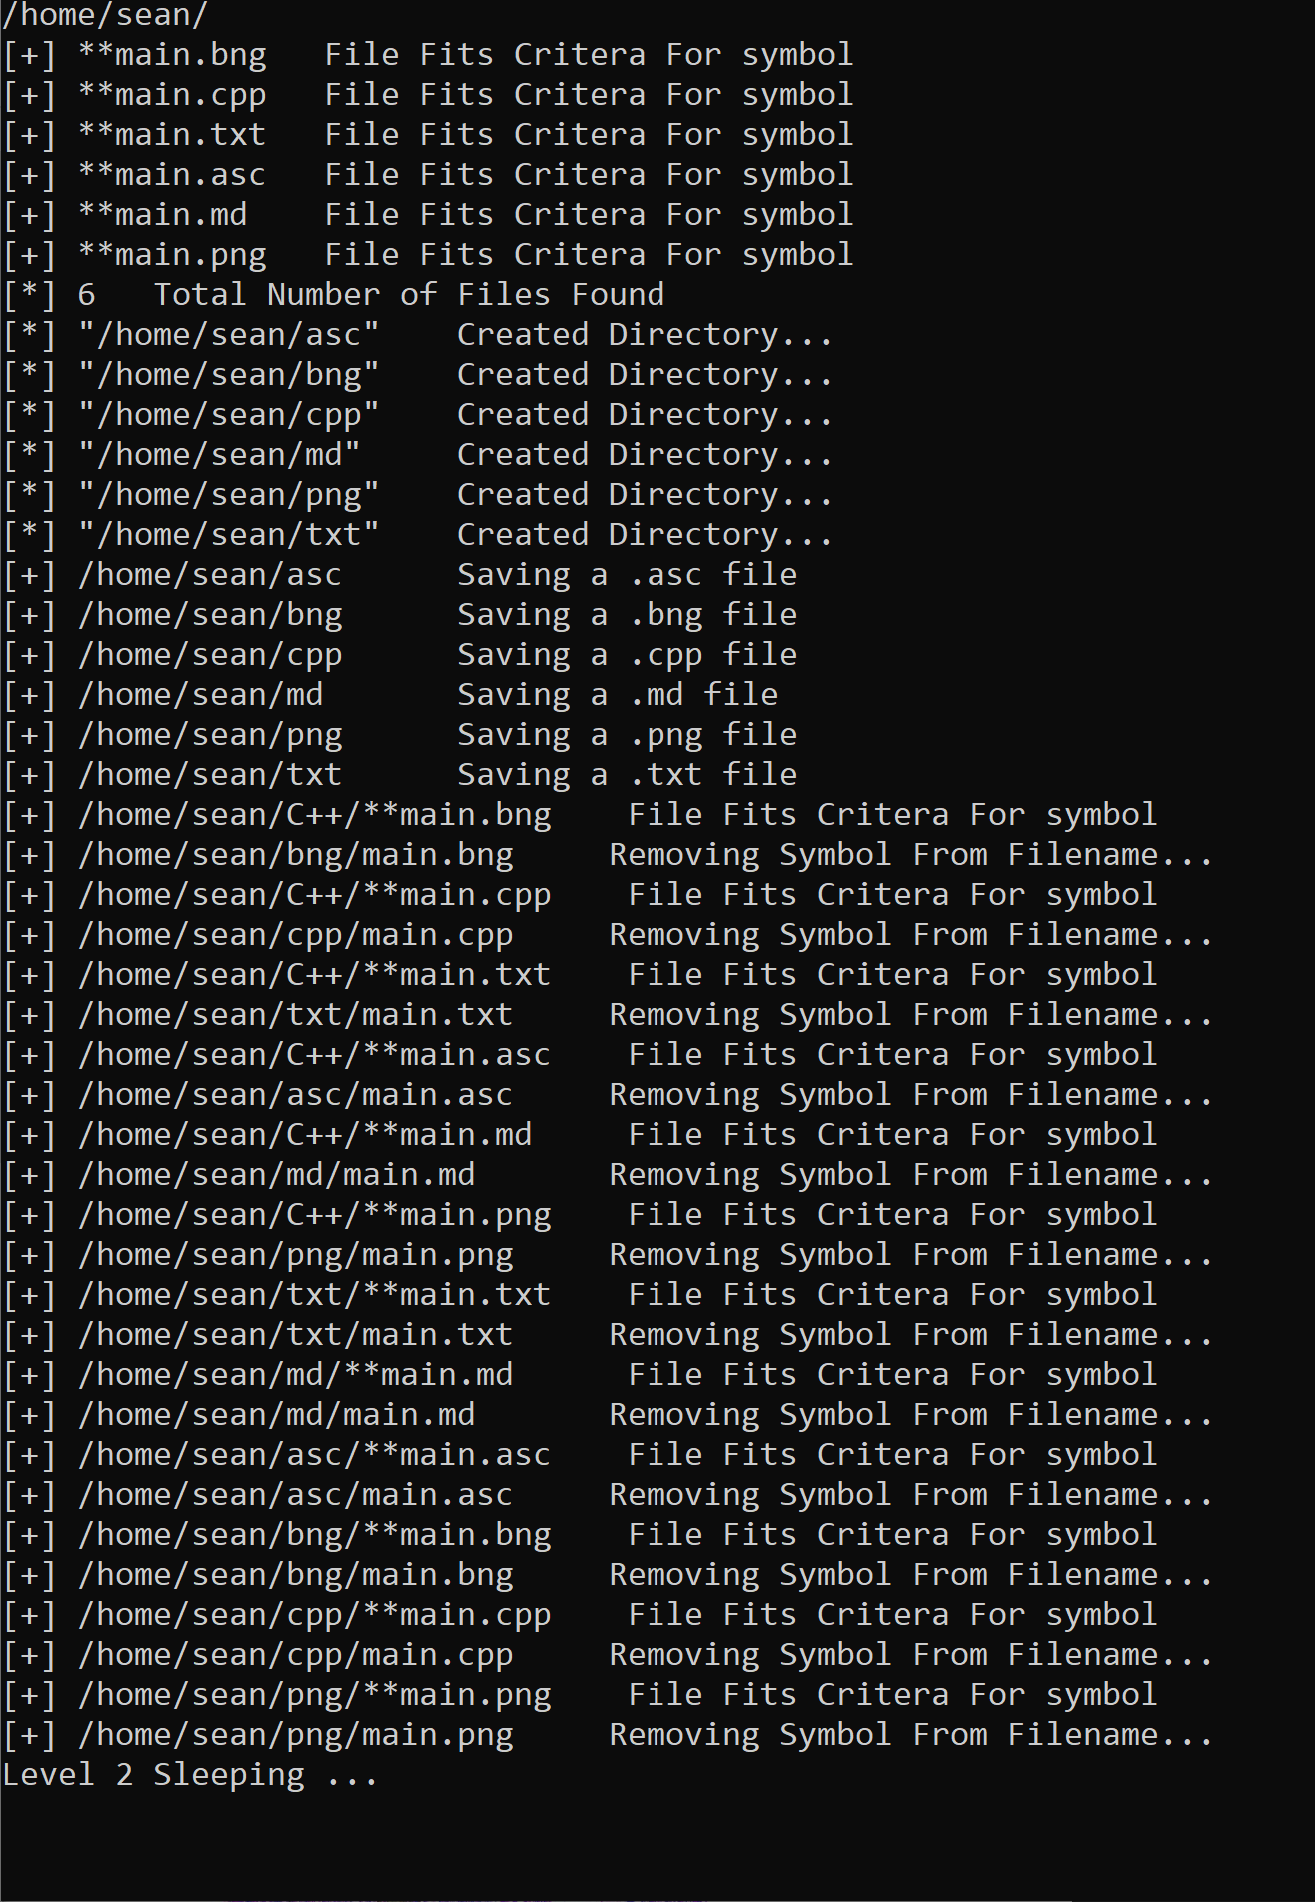 /home/sean/
[+] **main.bng   File Fits Critera For symbol
[+] **main.cpp   File Fits Critera For symbol
[+] **main.txt   File Fits Critera For symbol
[+] **main.asc   File Fits Critera For symbol
[+] **main.md    File Fits Critera For symbol
[+] **main.png   File Fits Critera For symbol
[*] 6   Total Number of Files Found
[*] "/home/sean/asc"    Created Directory...
[*] "/home/sean/bng"    Created Directory...
[*] "/home/sean/cpp"    Created Directory...
[*] "/home/sean/md"     Created Directory...
[*] "/home/sean/png"    Created Directory...
[*] "/home/sean/txt"    Created Directory...
[+] /home/sean/asc      Saving a .asc file
[+] /home/sean/bng      Saving a .bng file
[+] /home/sean/cpp      Saving a .cpp file
[+] /home/sean/md       Saving a .md file
[+] /home/sean/png      Saving a .png file
[+] /home/sean/txt      Saving a .txt file
[+] /home/sean/C++/**main.bng    File Fits Critera For symbol
[+] /home/sean/bng/main.bng     Removing Symbol From Filename...
[+] /home/sean/C++/**main.cpp    File Fits Critera For symbol
[+] /home/sean/cpp/main.cpp     Removing Symbol From Filename...
[+] /home/sean/C++/**main.txt    File Fits Critera For symbol
[+] /home/sean/txt/main.txt     Removing Symbol From Filename...
[+] /home/sean/C++/**main.asc    File Fits Critera For symbol
[+] /home/sean/asc/main.asc     Removing Symbol From Filename...
[+] /home/sean/C++/**main.md     File Fits Critera For symbol
[+] /home/sean/md/main.md       Removing Symbol From Filename...
[+] /home/sean/C++/**main.png    File Fits Critera For symbol
[+] /home/sean/png/main.png     Removing Symbol From Filename...
[+] /home/sean/txt/**main.txt    File Fits Critera For symbol
[+] /home/sean/txt/main.txt     Removing Symbol From Filename...
[+] /home/sean/md/**main.md      File Fits Critera For symbol
[+] /home/sean/md/main.md       Removing Symbol From Filename...
[+] /home/sean/asc/**main.asc    File Fits Critera For symbol
[+] /home/sean/asc/main.asc     Removing Symbol From Filename...
[+] /home/sean/bng/**main.bng    File Fits Critera For symbol
[+] /home/sean/bng/main.bng     Removing Symbol From Filename...
[+] /home/sean/cpp/**main.cpp    File Fits Critera For symbol
[+] /home/sean/cpp/main.cpp     Removing Symbol From Filename...
[+] /home/sean/png/**main.png    File Fits Critera For symbol
[+] /home/sean/png/main.png     Removing Symbol From Filename...
Level 2 Sleeping ...